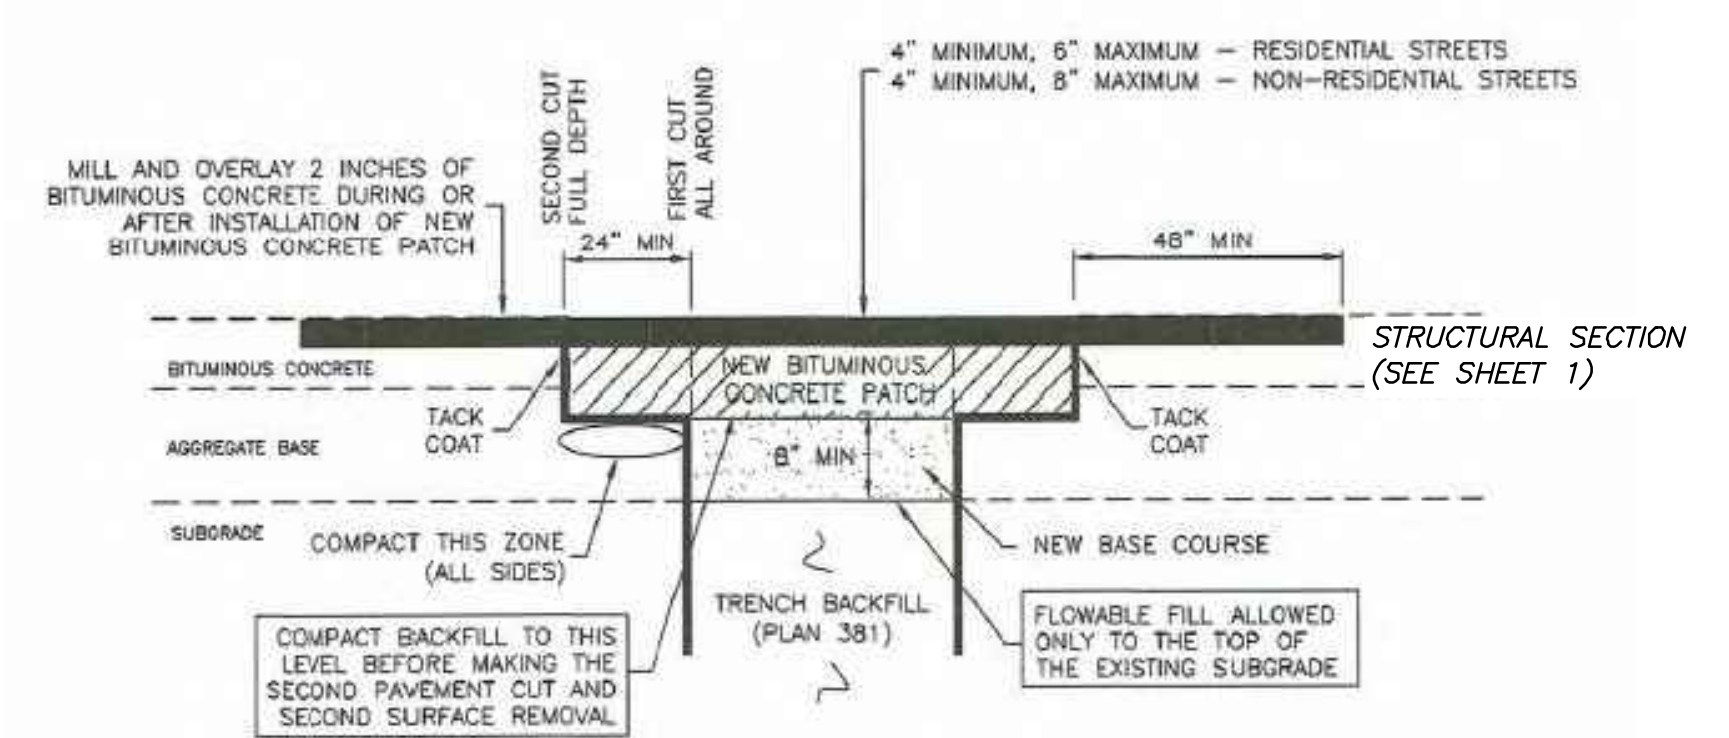 4" MINIMUM, 6" MAXIMUM – RESIDENTIAL STREETS
4" MINIMUM, 8" MAXIMUM – NON-RESIDENTIAL STREETS
SECOND CUT
FULL DEPTH
FIRST CUT
ALL AROUND
MILL AND OVERLAY 2 INCHES OF
BITUMINOUS CONCRETE DURING OR
AFTER INSTALLATION OF NEW
BITUMINOUS CONCRETE PATCH
24" MIN
48" MIN
STRUCTURAL SECTION
(SEE SHEET 1)
BITUMINOUS CONCRETE
NEW BITUMINOUS
CONCRETE PATCH
TACK
COAT
TACK
COAT
AGGREGATE BASE
8" MIN
SUBGRADE
COMPACT THIS ZONE
(ALL SIDES)
NEW BASE COURSE
TRENCH BACKFILL
(PLAN 381)
COMPACT BACKFILL TO THIS
LEVEL BEFORE MAKING THE
SECOND PAVEMENT CUT AND
SECOND SURFACE REMOVAL
FLOWABLE FILL ALLOWED
ONLY TO THE TOP OF
THE EXISTING SUBGRADE